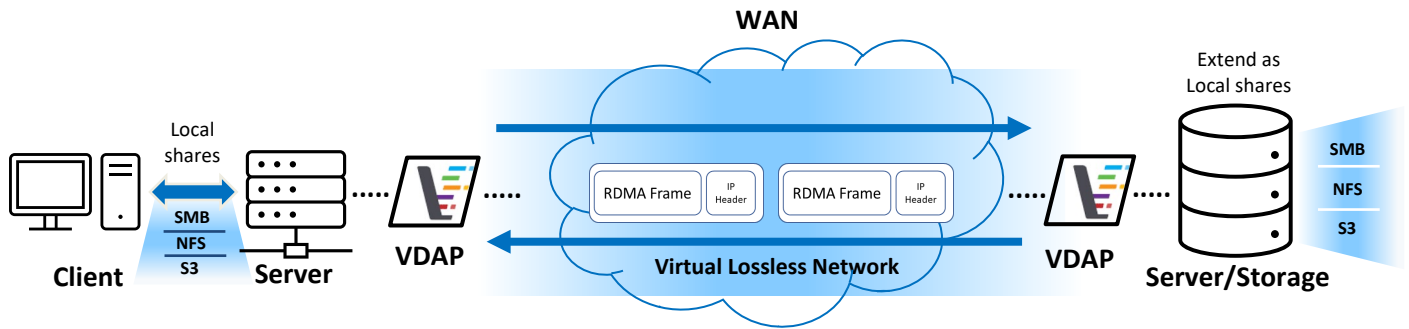 WAN
Local
shares
SMB
NFS
S3
Client
Server
VDAP
RDMA Frame
IP
Header
RDMA Frame
IP
Header
Virtual Lossless Network
VDAP
Extend as
Local shares
Server/Storage
SMB
NFS
S3